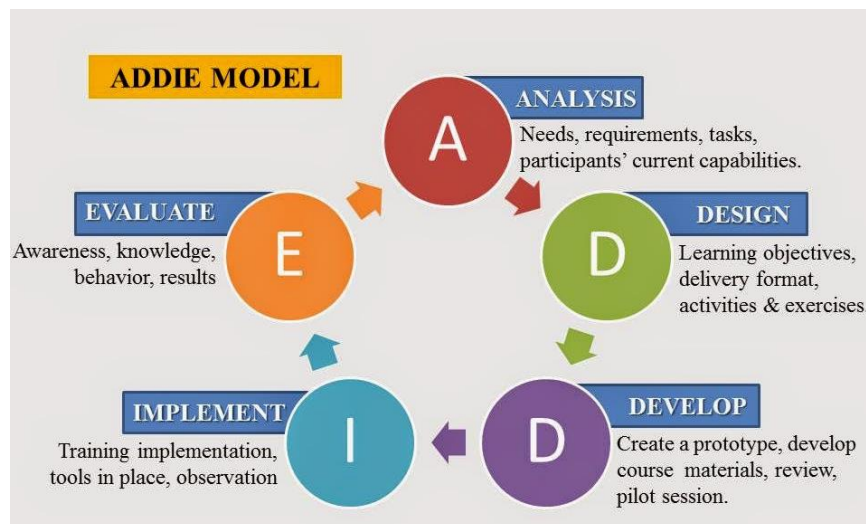 ADDIE MODEL
A
ANALYSIS
Needs, requirements, tasks,
participants’ current capabilities.
D
DESIGN
Learning objectives,
delivery format,
activities & exercises.
D
DEVELOP
Create a prototype, develop
course materials, review,
pilot session.
I
IMPLEMENT
Training implementation,
tools in place, observation
E
EVALUATE
Awareness, knowledge,
behavior, results